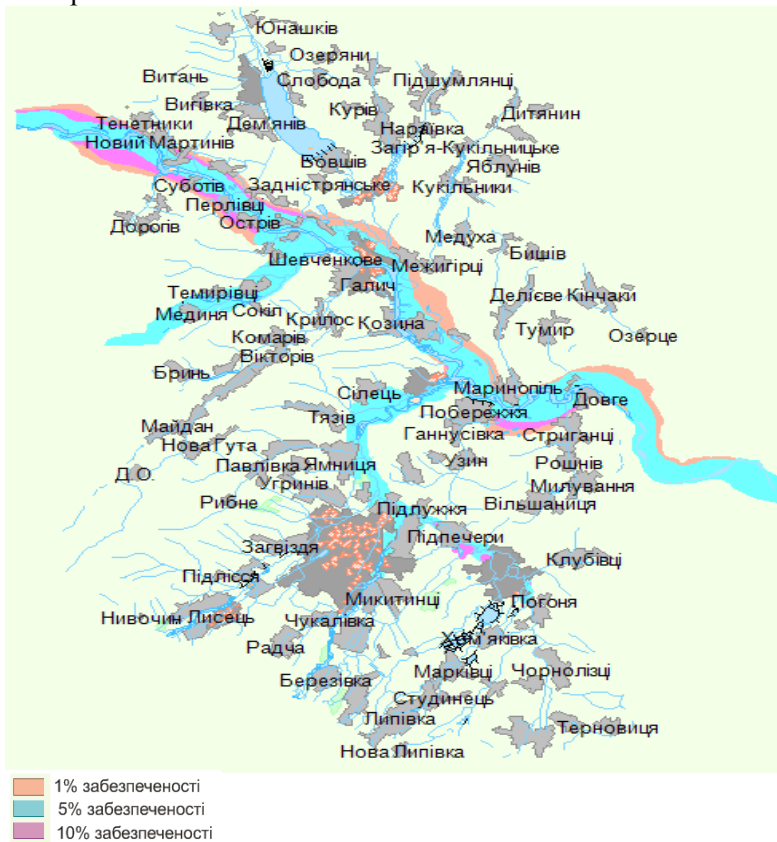 Юнашків
Озеряни
Витань
Слобода
Підшумлянці
Вигівка
Курів
Дитянин
Тенетники
Дем'янів
Нараївка
Новий Мартинів
Загір'я-Кукільницьке
Бовшів
Яблунів
Суботів
Задністрянське
Кукільники
Перлівці
Дорогів
Острів
Медуха
Бишів
Шевченкове
Межигірці
Галич
Темирівці
Делієве
Кінчаки
Мединя
Сокіл
Крилос
Козина
Тумир
Озерце
Комарів
Вікторів
Бринь
Сілець
Маринопіль
Довге
Тязів
Побережжя
Майдан
Ганнусівка
Стриганці
Нова Гута
Павлівка
Ямниця
Узин
Рошнів
Д.О.
Угринів
Милування
Рибне
Вільшаниця
Підлужжя
Підпечери
Загвіздя
Клубівці
Підлісся
Микитинці
Погоня
Нивочин
Лисець
Чукалівка
Радча
Березівка
Марківці
Чорнолізці
Студинець
Липівка
Терновиця
Нова Липівка
1% забезпеченості
5% забезпеченості
10% забезпеченості